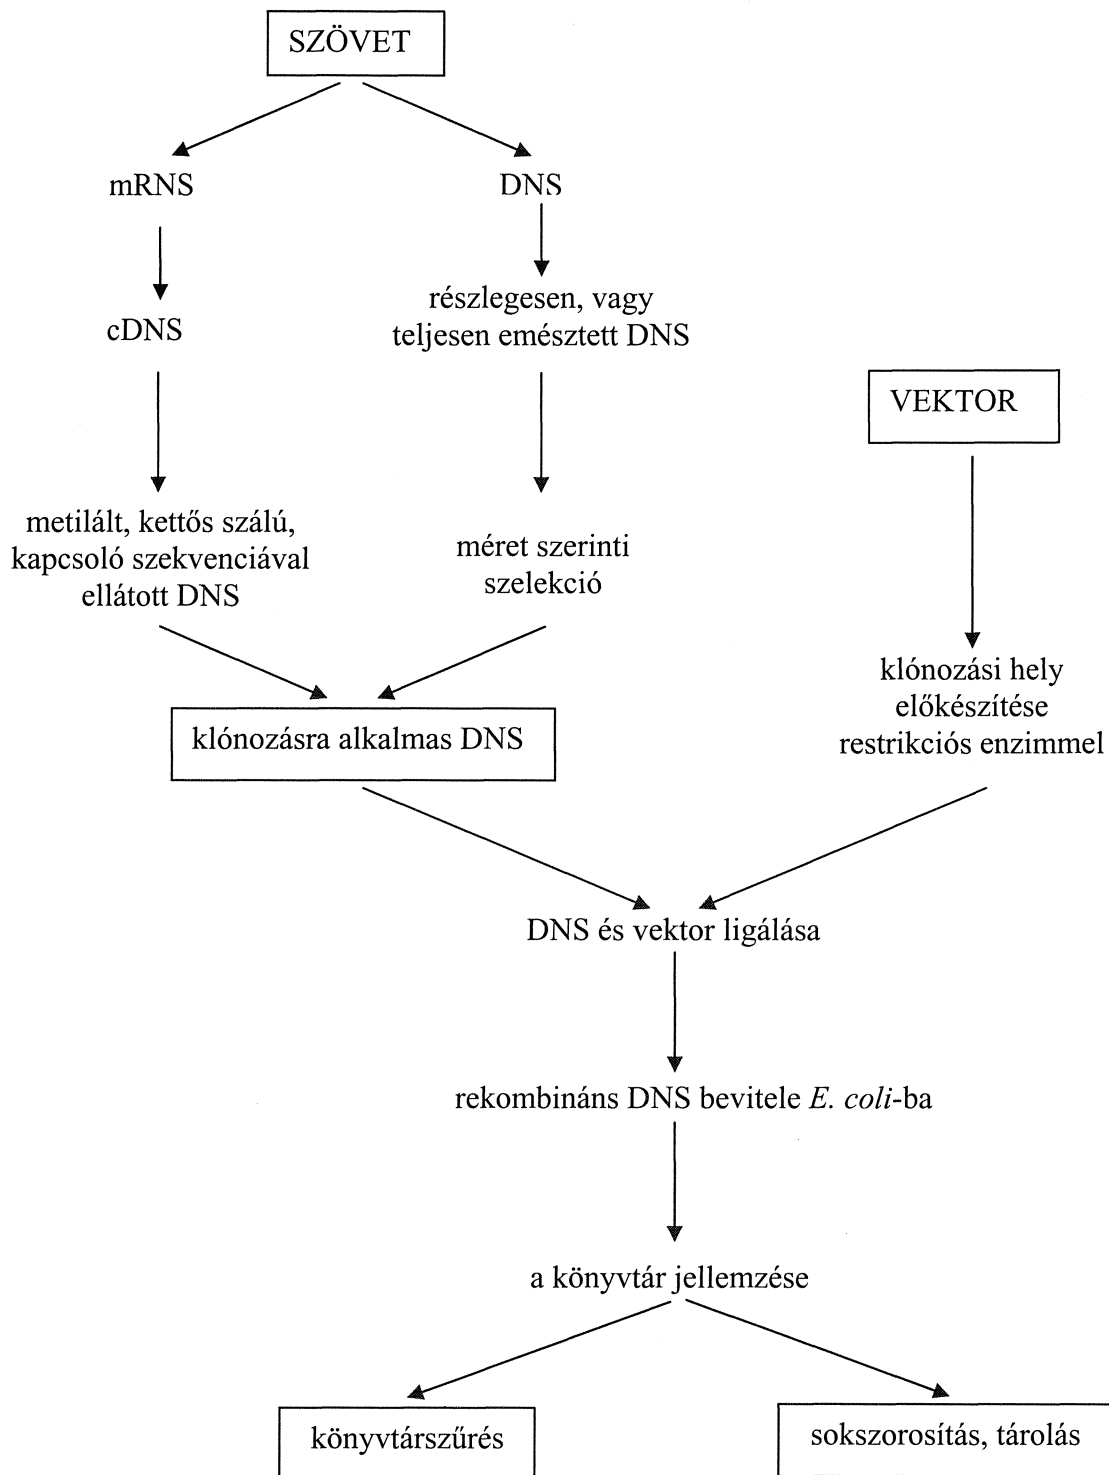 SZÖVET
mRNS
DNS
cDNS
részlegesen, vagy
teljesen emésztett DNS
VEKTOR
metilált, kettős szálú,
kapcsoló szekvenciával
ellátott DNS
méret szerinti
szelekció
klónozási hely
előkészítése
restrikciós enzimmel
klónozásra alkalmas DNS
DNS és vektor ligálása
rekombináns DNS bevitele E. coli-ba
a könyvtár jellemzése
könyvtárszűrés
sokszorosítás, tárolás